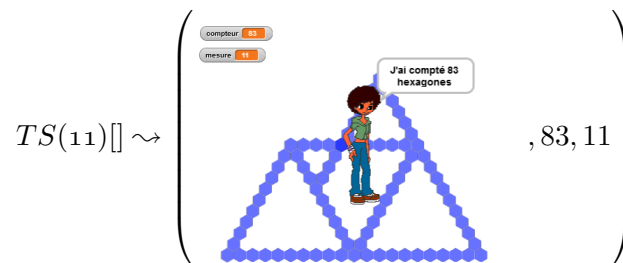 compteur 83
mesure 11
J'ai compté 83
hexagones
TS(11)[] ⤳ ( , 83, 11 )